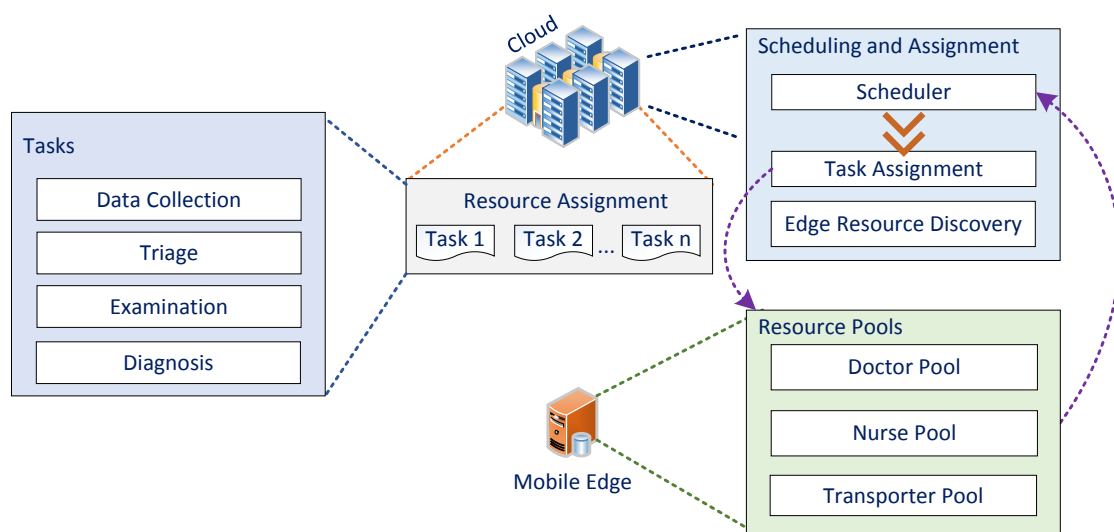 Cloud
Tasks
Data Collection
Triage
Examination
Diagnosis
Resource Assignment
Task 1 Task 2 ... Task n
Scheduling and Assignment
Scheduler
Task Assignment
Edge Resource Discovery
Mobile Edge
Resource Pools
Doctor Pool
Nurse Pool
Transporter Pool